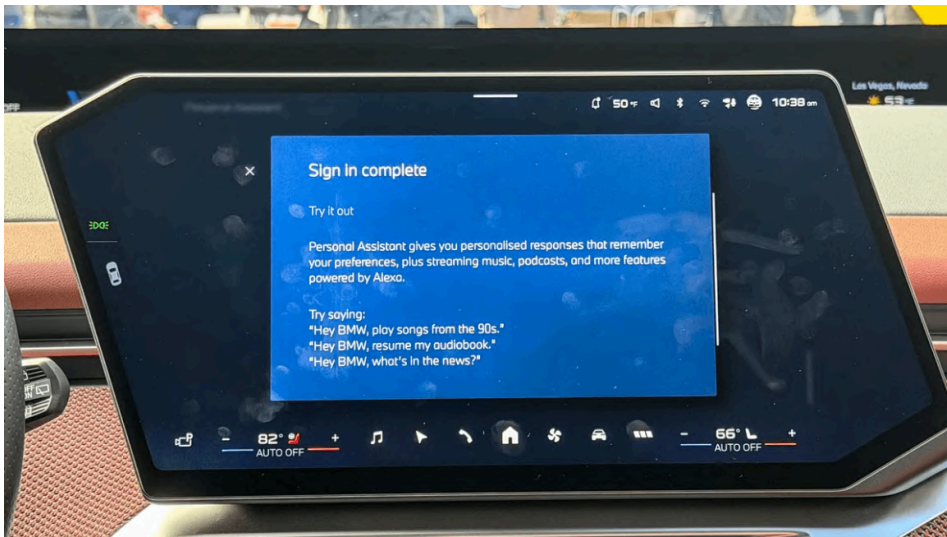 Las Vegas, Nevada
53°F
OFF
Personal Assistant
50°F
10:38 am
Sign in complete
Try it out
Personal Assistant gives you personalised responses that remember
your preferences, plus streaming music, podcasts, and more features
powered by Alexa.
Try saying:
"Hey BMW, play songs from the 90s."
"Hey BMW, resume my audiobook."
"Hey BMW, what's in the news?"
- 82° +
AUTO OFF
- 66° +
AUTO OFF